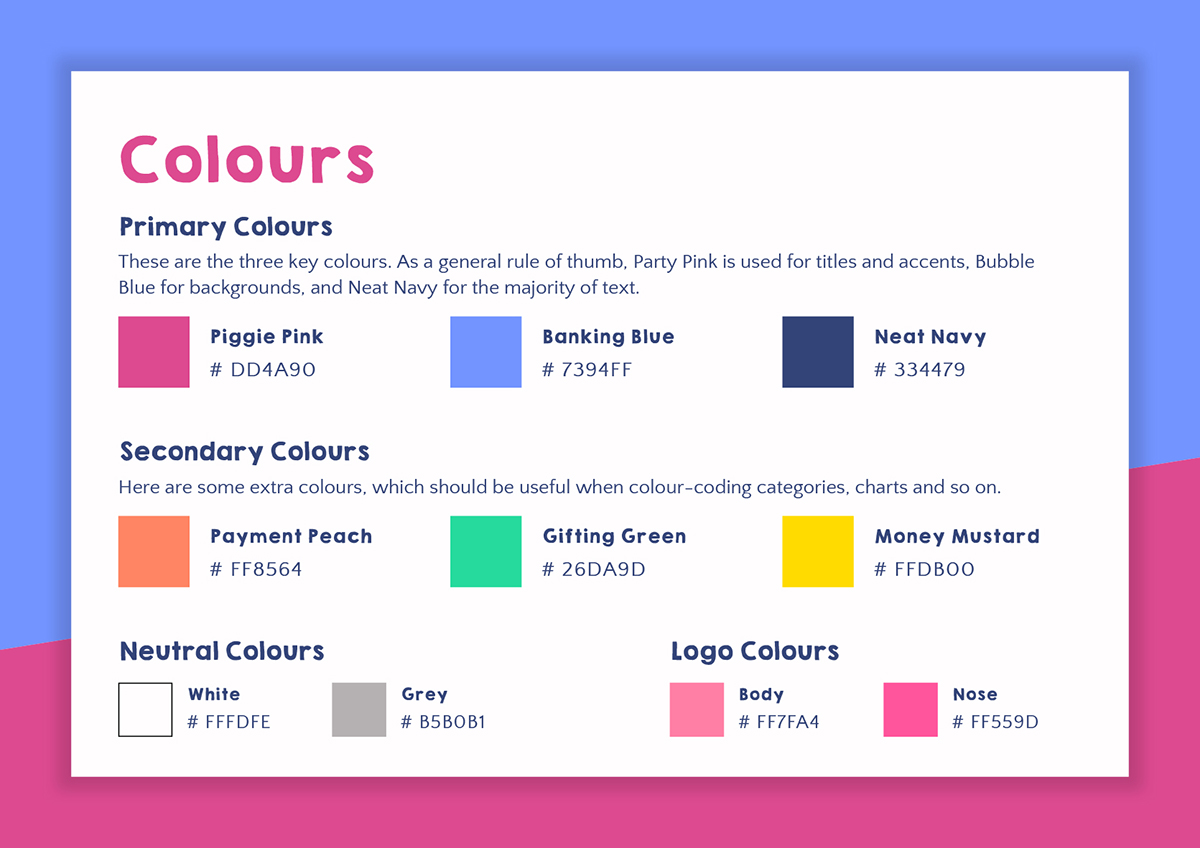 Colours
Primary Colours
These are the three key colours. As a general rule of thumb, Party Pink is used for titles and accents, Bubble
Blue for backgrounds, and Neat Navy for the majority of text.
Piggie Pink
# DD4A90
Banking Blue
# 7394FF
Neat Navy
# 334479
Secondary Colours
Here are some extra colours, which should be useful when colour-coding categories, charts and so on.
Payment Peach
# FF8564
Gifting Green
# 26DA9D
Money Mustard
# FFDB00
Neutral Colours
White
# FFFDFE
Grey
# B5B0B1
Logo Colours
Body
# FF7FA4
Nose
# FF559D